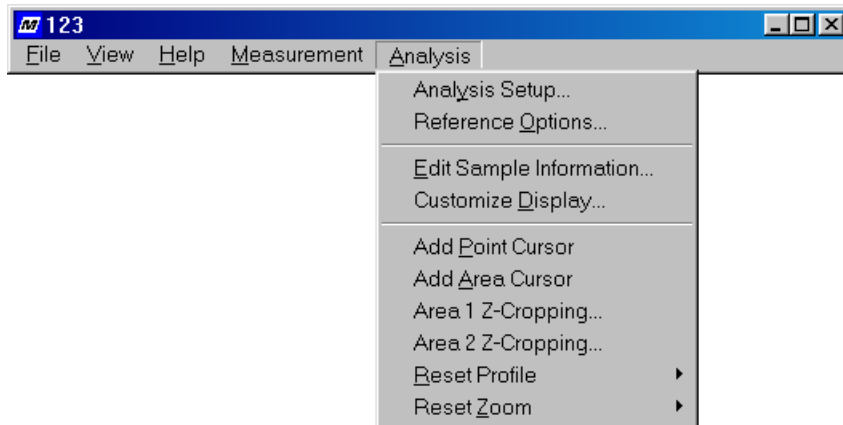 M 123
File View Help Measurement Analysis
Analysis Setup...
Reference Options...
Edit Sample Information...
Customize Display...
Add Point Cursor
Add Area Cursor
Area 1 Z-Cropping...
Area 2 Z-Cropping...
Reset Profile
Reset Zoom